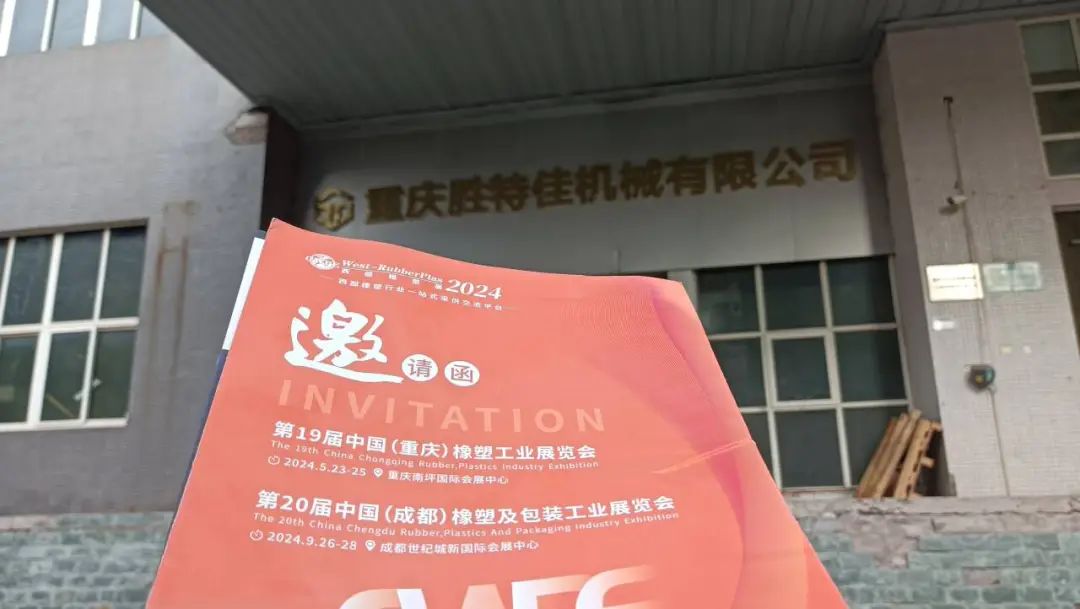 重庆胜特佳机械有限公司
West-RubberPlas 2024
西部橡塑展
西部橡塑行业一站式采供交流平台
邀请函
INVITATION
第19届中国(重庆)橡塑工业展览会
The 19th China Chongqing Rubber,Plastics Industry Exhibition
2024.5.23-25 重庆南坪国际会展中心
第20届中国(成都)橡塑及包装工业展览会
The 20th China Chengdu Rubber,Plastics And Packaging Industry Exhibition
2024.9.26-28 成都世纪城新国际会展中心